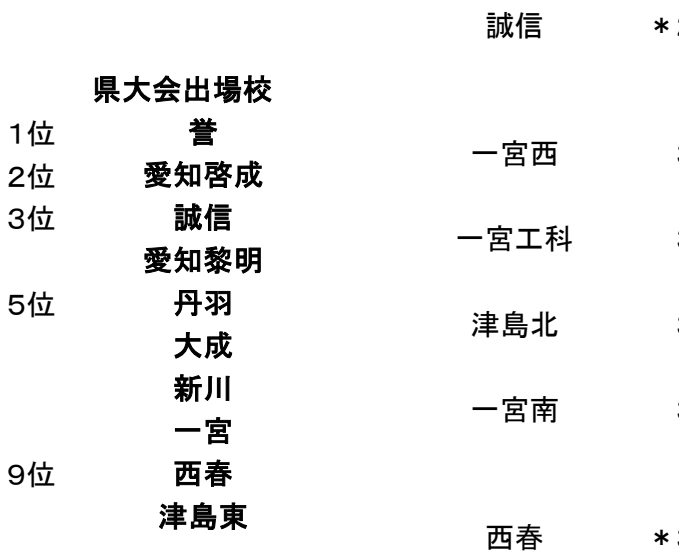 誠信 *
県大会出場校
1位 誉
一宮西
2位 愛知啓成
3位 誠信
一宮工科
愛知黎明
5位 丹羽
津島北
大成
新川
一宮南
一宮
9位 西春
津島東
西春 *